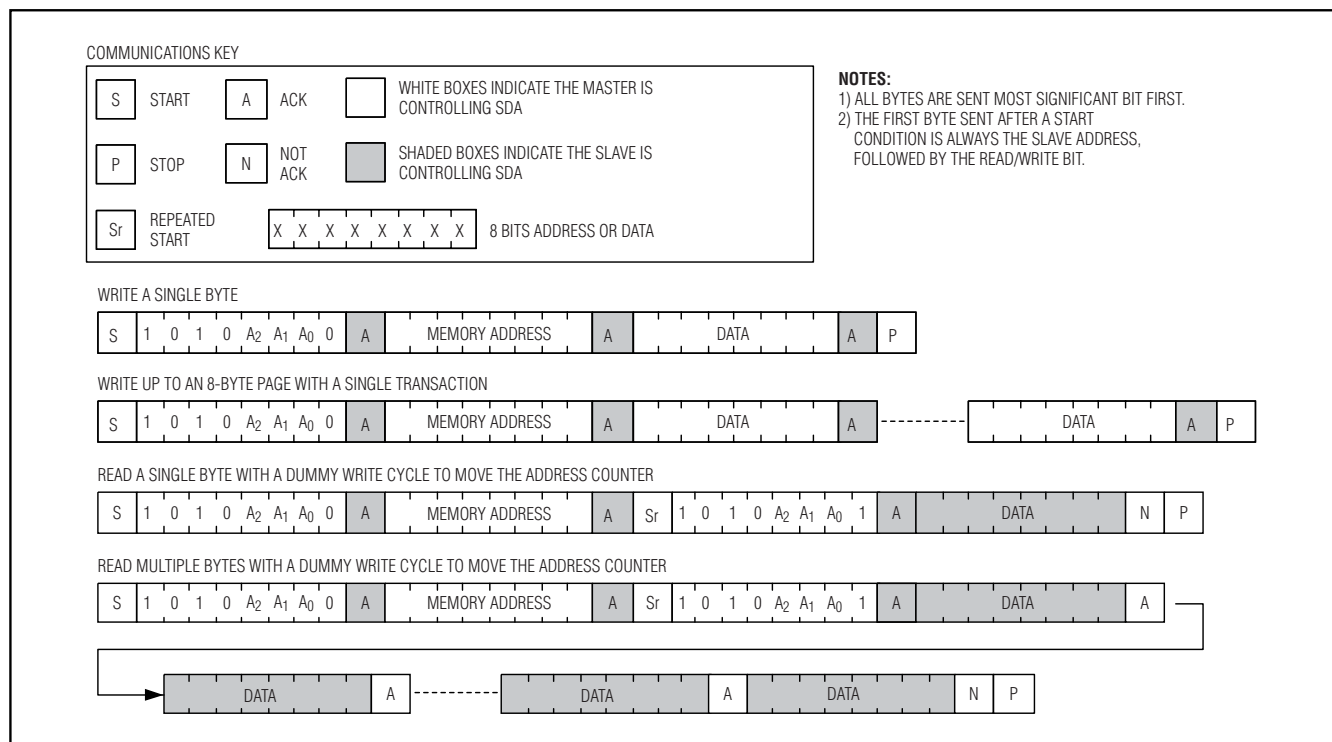 COMMUNICATIONS KEY
S START A ACK WHITE BOXES INDICATE THE MASTER IS
CONTROLLING SDA
P STOP N NOT
ACK SHADED BOXES INDICATE THE SLAVE IS
CONTROLLING SDA
Sr REPEATED
START X X X X X X X X 8 BITS ADDRESS OR DATA
NOTES:
1) ALL BYTES ARE SENT MOST SIGNIFICANT BIT FIRST.
2) THE FIRST BYTE SENT AFTER A START
CONDITION IS ALWAYS THE SLAVE ADDRESS,
FOLLOWED BY THE READ/WRITE BIT.
WRITE A SINGLE BYTE
S 1 0 1 0 A2 A1 A0 0 A MEMORY ADDRESS A DATA A P
WRITE UP TO AN 8-BYTE PAGE WITH A SINGLE TRANSACTION
S 1 0 1 0 A2 A1 A0 0 A MEMORY ADDRESS A DATA A DATA A P
READ A SINGLE BYTE WITH A DUMMY WRITE CYCLE TO MOVE THE ADDRESS COUNTER
S 1 0 1 0 A2 A1 A0 0 A MEMORY ADDRESS A Sr 1 0 1 0 A2 A1 A0 1 A DATA N P
READ MULTIPLE BYTES WITH A DUMMY WRITE CYCLE TO MOVE THE ADDRESS COUNTER
S 1 0 1 0 A2 A1 A0 0 A MEMORY ADDRESS A Sr 1 0 1 0 A2 A1 A0 1 A DATA A
DATA A DATA A DATA N P